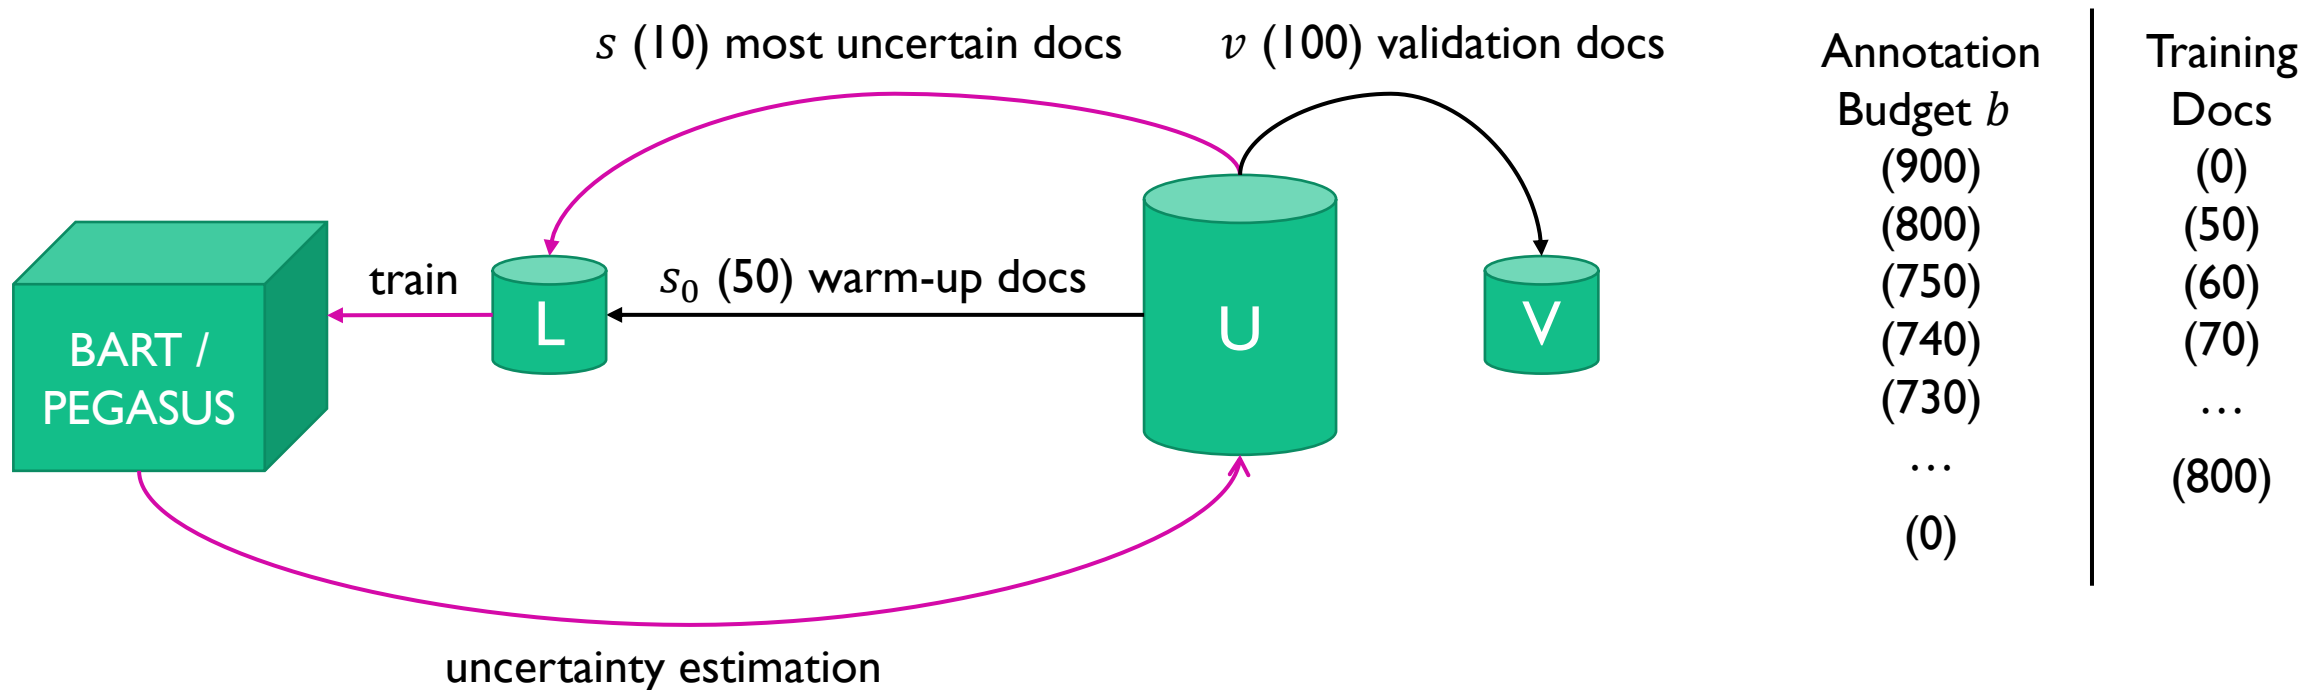 s (10) most uncertain docs
v (100) validation docs
train
s₀ (50) warm-up docs
BART /
PEGASUS
L
U
V
uncertainty estimation
Annotation
Budget b
(900)
(800)
(750)
(740)
(730)
…
(0)
Training
Docs
(0)
(50)
(60)
(70)
…
(800)